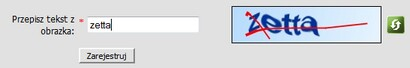 Przepisz tekst z * zetta zetta
obrazka:
Zarejestruj